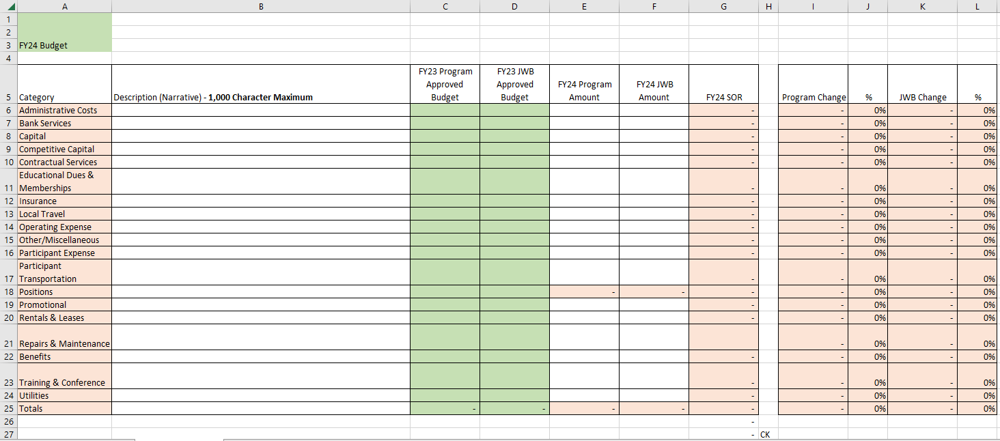 A B C D E F G H I J K L
1
2
3 FY24 Budget
4
FY23 Program FY23 JWB
Approved Approved FY24 Program FY24 JWB
5 Category Description (Narrative) - 1,000 Character Maximum Budget Budget Amount Amount FY24 SOR Program Change % JWB Change %
6 Administrative Costs - - 0% - 0%
7 Bank Services - - 0% - 0%
8 Capital - - 0% - 0%
9 Competitive Capital - - 0% - 0%
10 Contractual Services - - 0% - 0%
Educational Dues &
11 Memberships - - 0% - 0%
12 Insurance - - 0% - 0%
13 Local Travel - - 0% - 0%
14 Operating Expense - - 0% - 0%
15 Other/Miscellaneous - - 0% - 0%
16 Participant Expense - - 0% - 0%
Participant
17 Transportation - - 0% - 0%
18 Positions - - - - 0% - 0%
19 Promotional - - 0% - 0%
20 Rentals & Leases - - 0% - 0%
21 Repairs & Maintenance - 0% - 0%
22 Benefits - - 0% - 0%
23 Training & Conference - - 0% - 0%
24 Utilities - - 0% - 0%
25 Totals - - - - - - 0% - 0%
26 -
27 - CK